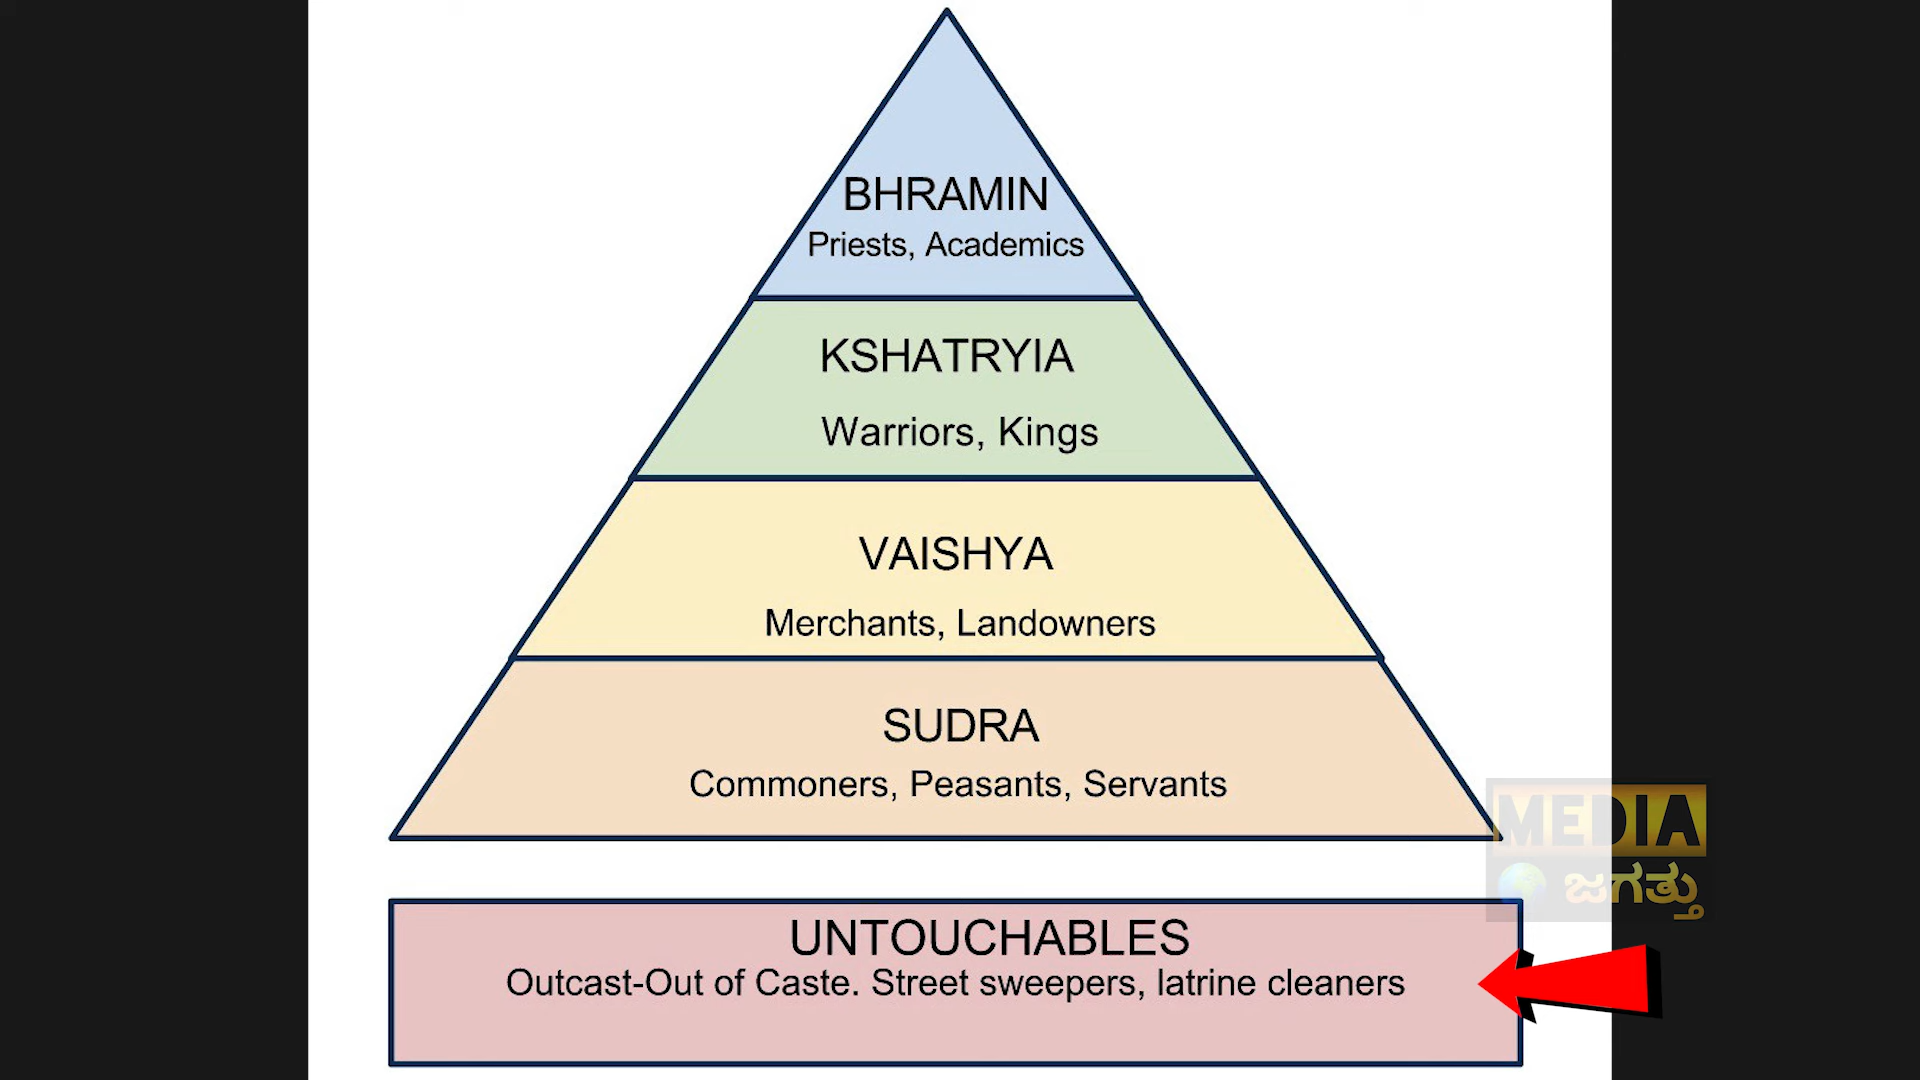 BHRAMIN
Priests, Academics
KSHATRYIA
Warriors, Kings
VAISHYA
Merchants, Landowners
SUDRA
Commoners, Peasants, Servants
MEDIA
ಜಗತ್ತು
UNTOUCHABLES
Outcast-Out of Caste. Street sweepers, latrine cleaners